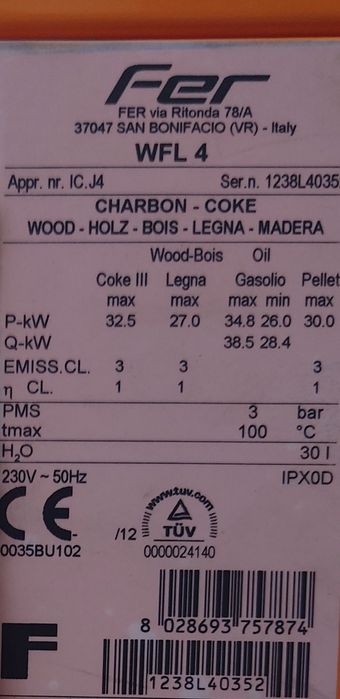 Fer
FER via Ritonda 78/A
37047 SAN BONIFACIO (VR) - Italy
WFL 4
Appr. nr. IC.J4 Ser.n. 1238L4035
CHARBON - COKE
WOOD - HOLZ - BOIS - LEGNA - MADERA
Wood-Bois Oil
Coke III Legna Gasolio Pellet
max max max min max
P-kW 32.5 27.0 34.8 26.0 30.0
Q-kW 38.5 28.4
EMISS.CL. 3 3 3
η CL. 1 1 1
PMS 3 bar
tmax 100 °C
H2O 30 l
230V ~ 50Hz IPX0D
CE
www.tuv.com
/12 TÜV
0035BU102 0000024140
8 028693 757874
F
1238L40352